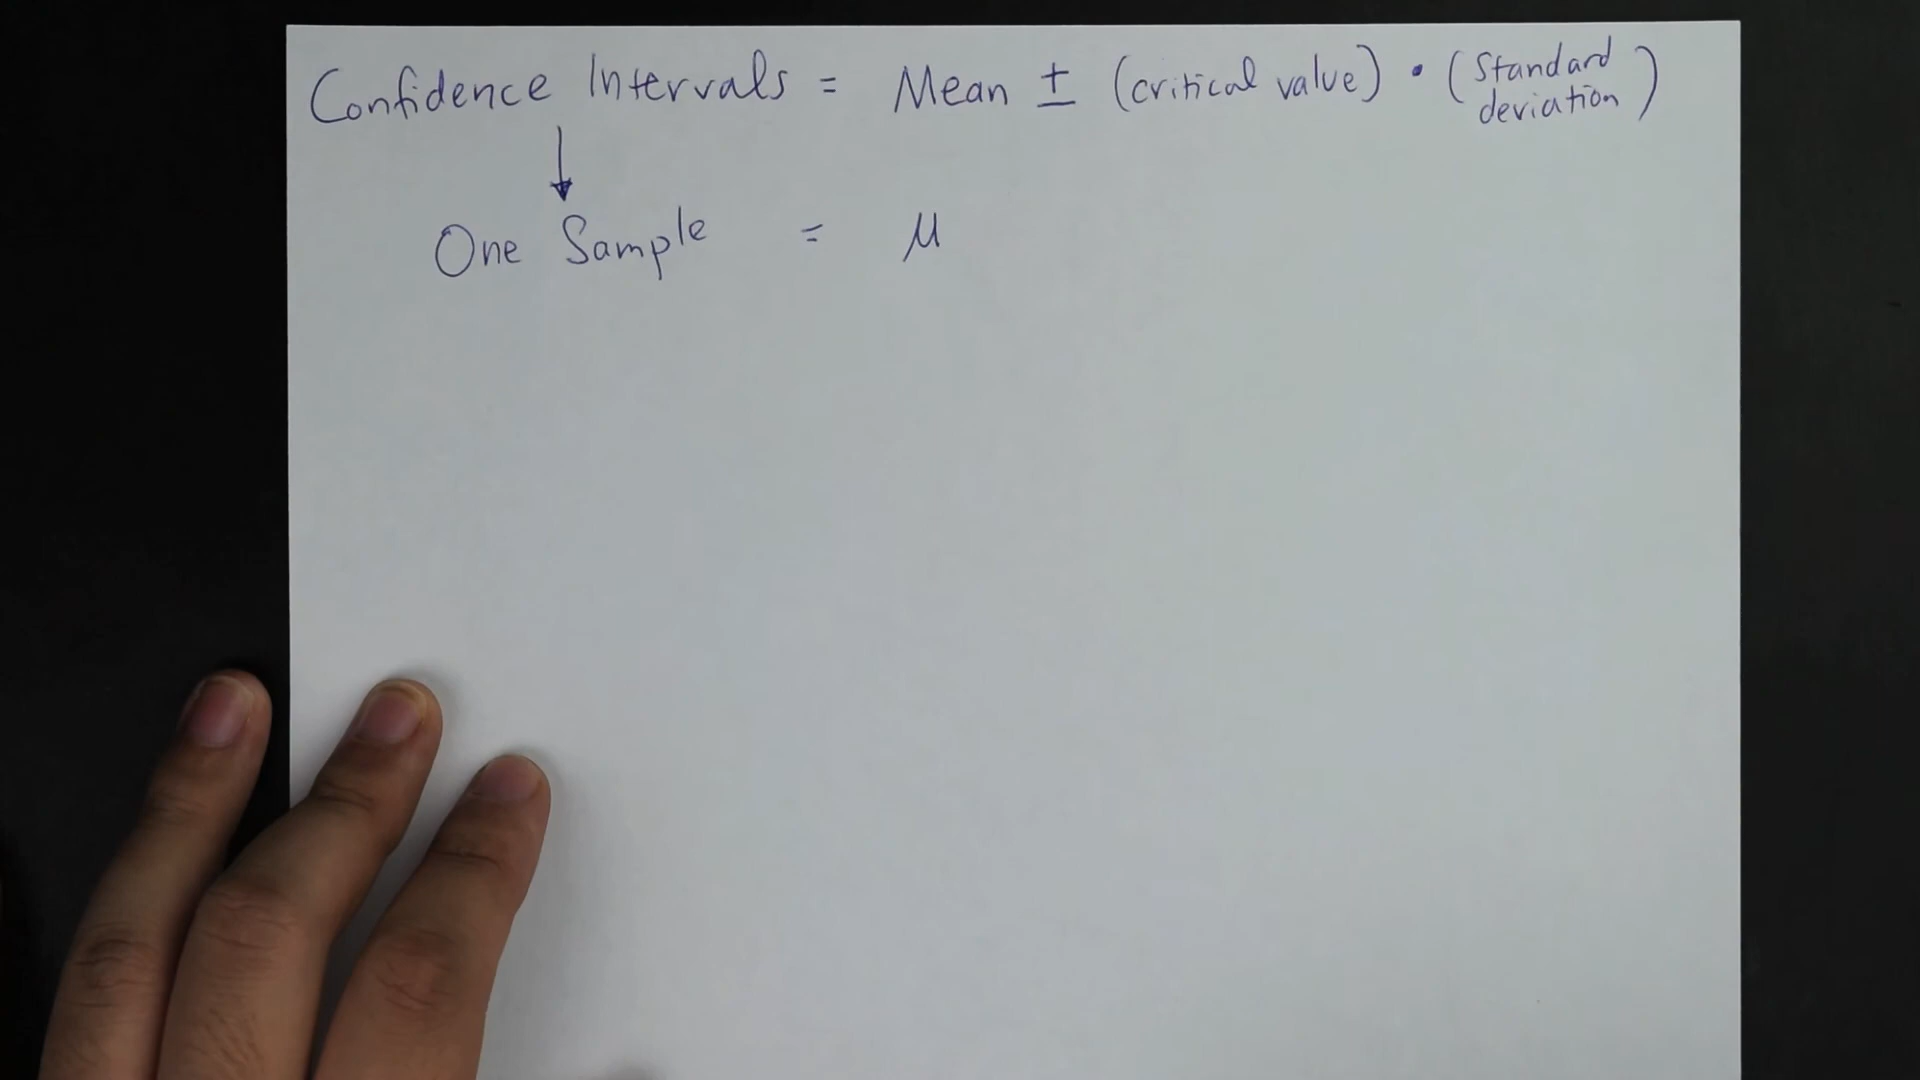 Confidence Intervals = Mean ± (critical value) • (Standard deviation)
One Sample = μ